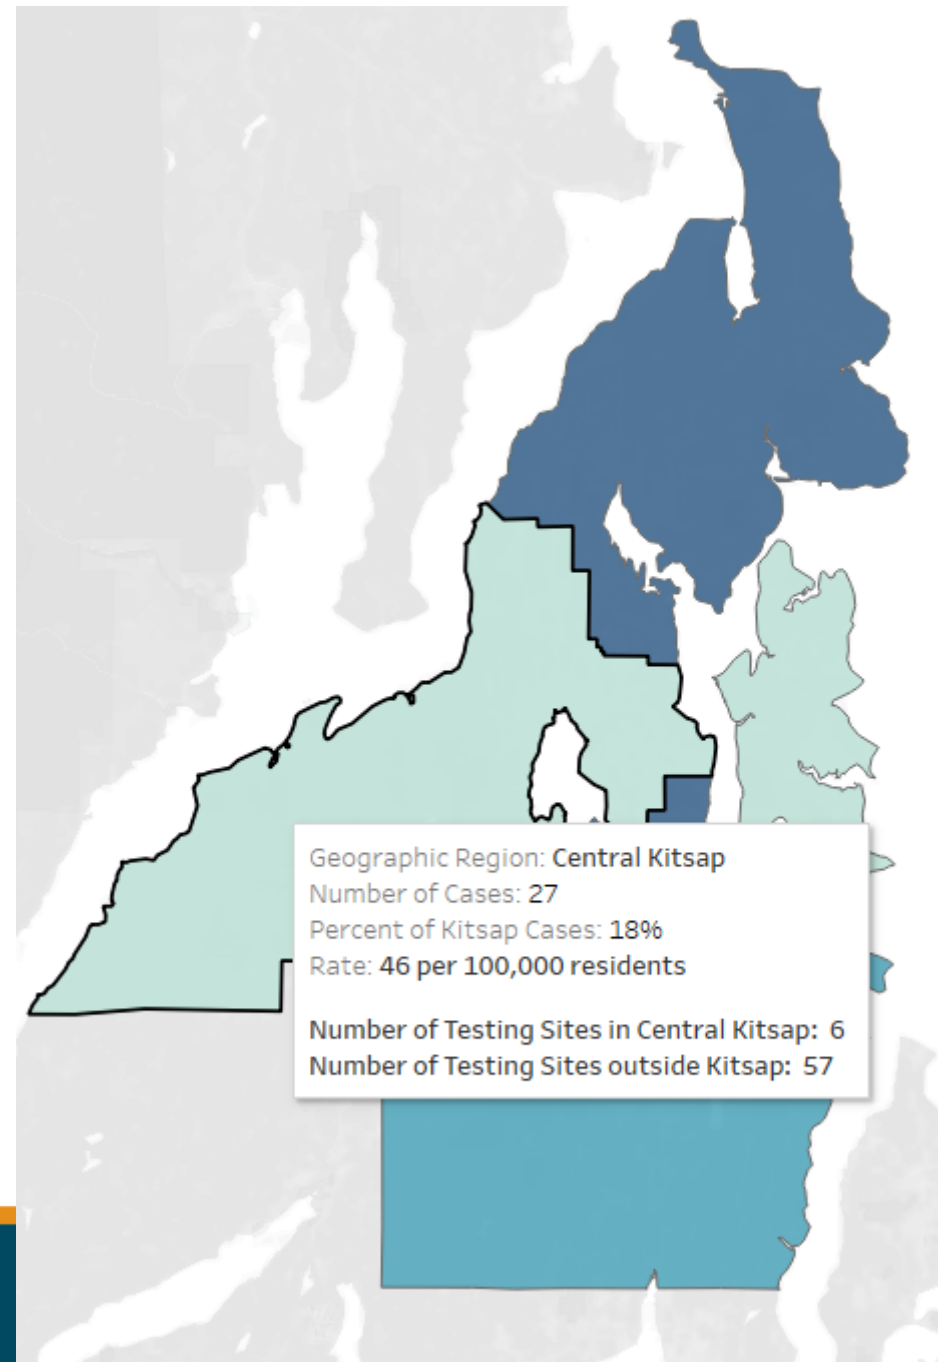 Geographic Region: Central Kitsap
Number of Cases: 27
Percent of Kitsap Cases: 18%
Rate: 46 per 100,000 residents
Number of Testing Sites in Central Kitsap: 6
Number of Testing Sites outside Kitsap: 57